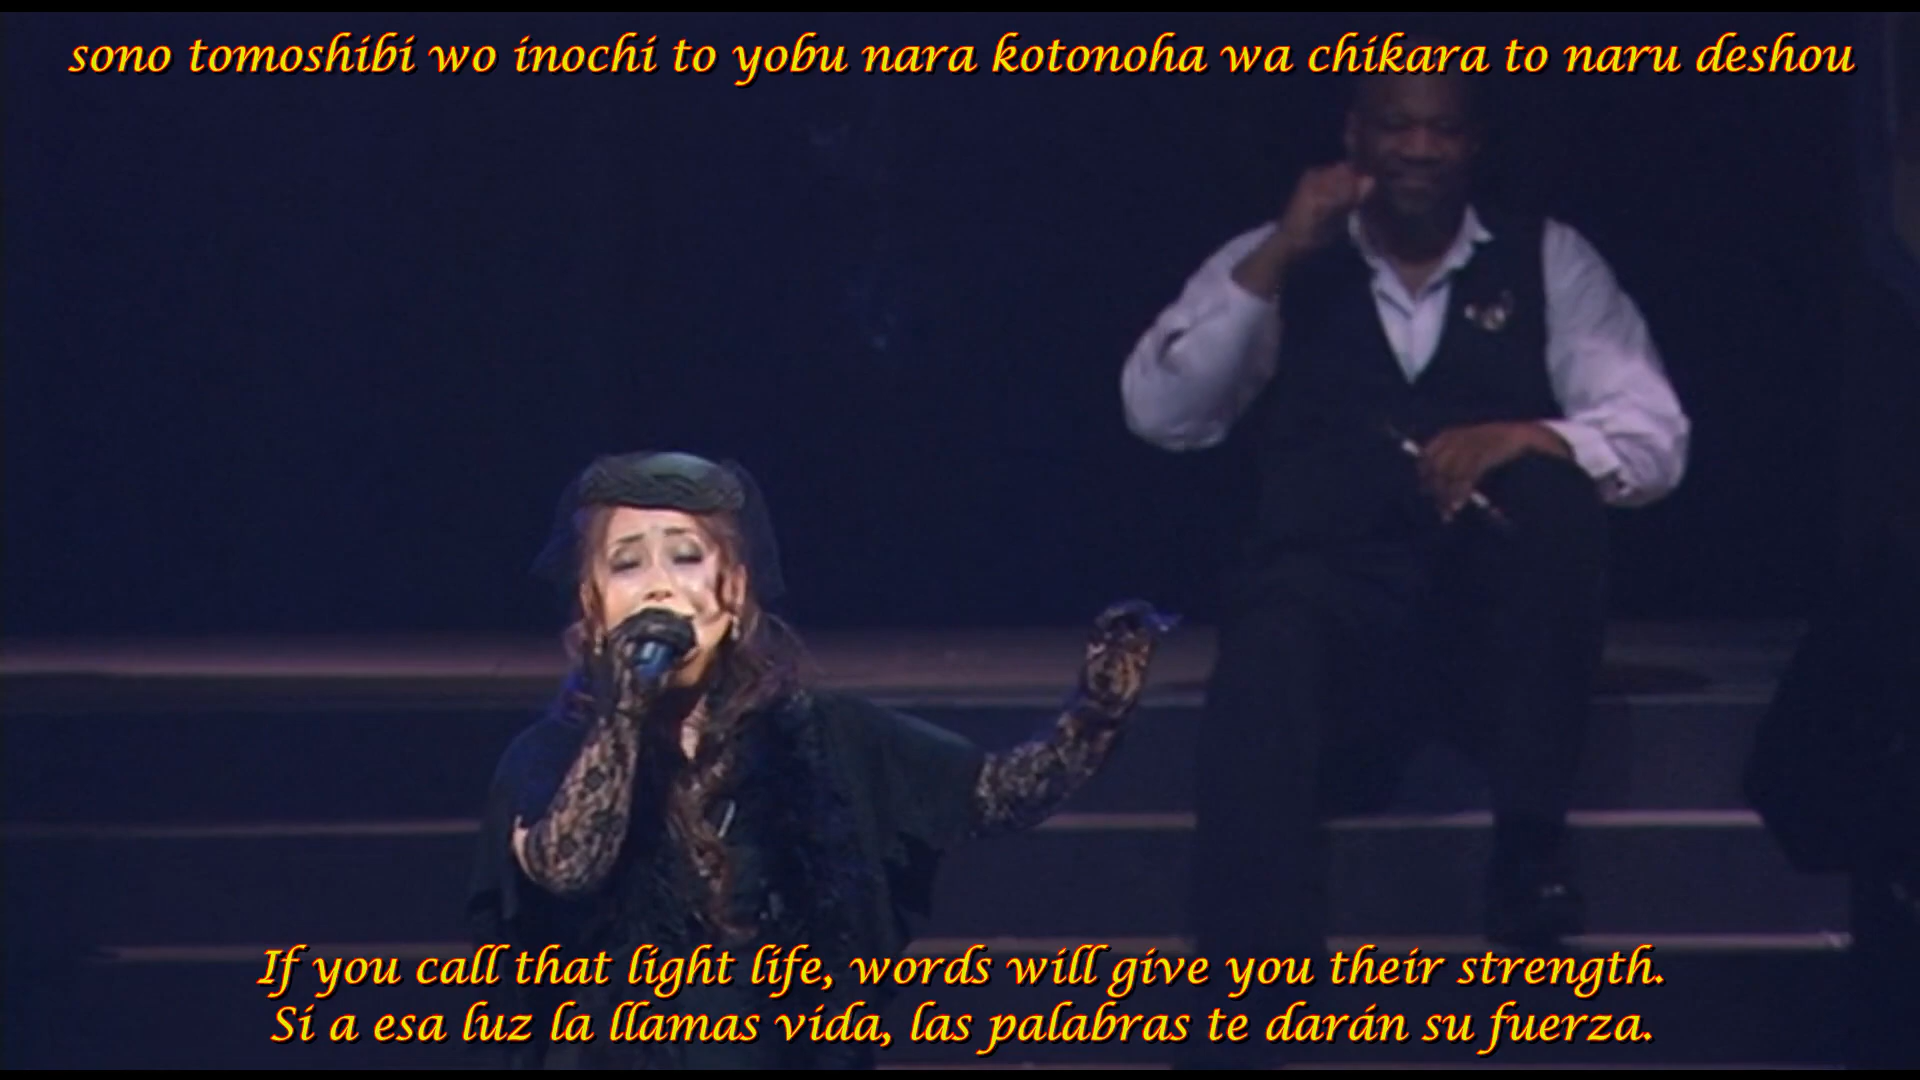 sono tomoshibi wo inochi to yobu nara kotonoha wa chikara to naru deshou
If you call that light life, words will give you their strength.
Si a esa luz la llamas vida, las palabras te darán su fuerza.